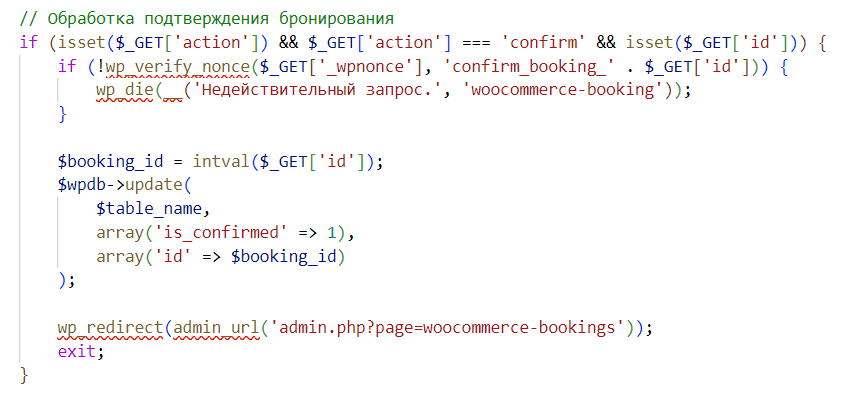 // Обработка подтверждения бронирования
if (isset($_GET['action']) && $_GET['action'] === 'confirm' && isset($_GET['id'])) {
    if (!wp_verify_nonce($_GET['_wpnonce'], 'confirm_booking_' . $_GET['id'])) {
        wp_die(__('Недействительный запрос.', 'woocommerce-booking'));
    }

    $booking_id = intval($_GET['id']);
    $wpdb->update(
        $table_name,
        array('is_confirmed' => 1),
        array('id' => $booking_id)
    );

    wp_redirect(admin_url('admin.php?page=woocommerce-bookings'));
    exit;
}